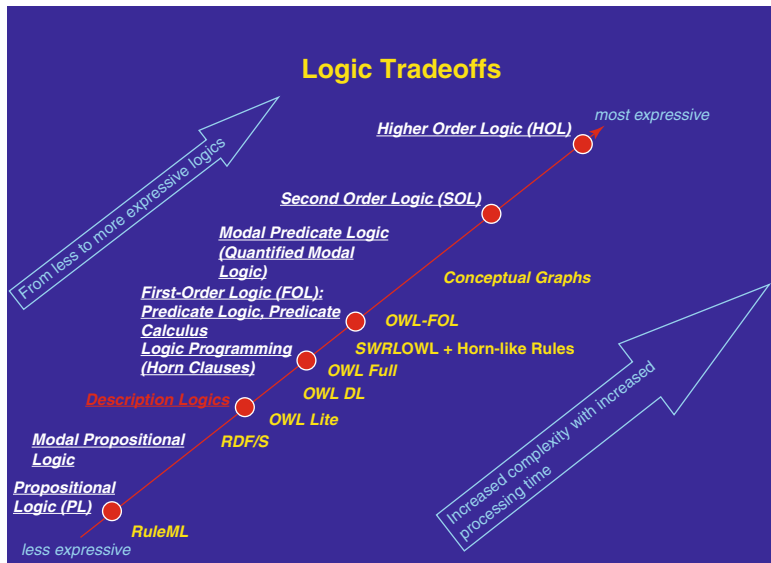 Logic Tradeoffs
From less to more expressive logics
most expressive
Higher Order Logic (HOL)
Second Order Logic (SOL)
Modal Predicate Logic
(Quantified Modal
Logic)
Conceptual Graphs
First-Order Logic (FOL):
Predicate Logic, Predicate
Calculus
OWL-FOL
Logic Programming
(Horn Clauses)
SWRLOWL + Horn-like Rules
OWL Full
OWL DL
Description Logics
OWL Lite
RDF/S
Modal Propositional
Logic
Propositional
Logic (PL)
RuleML
less expressive
Increased complexity with increased
processing time